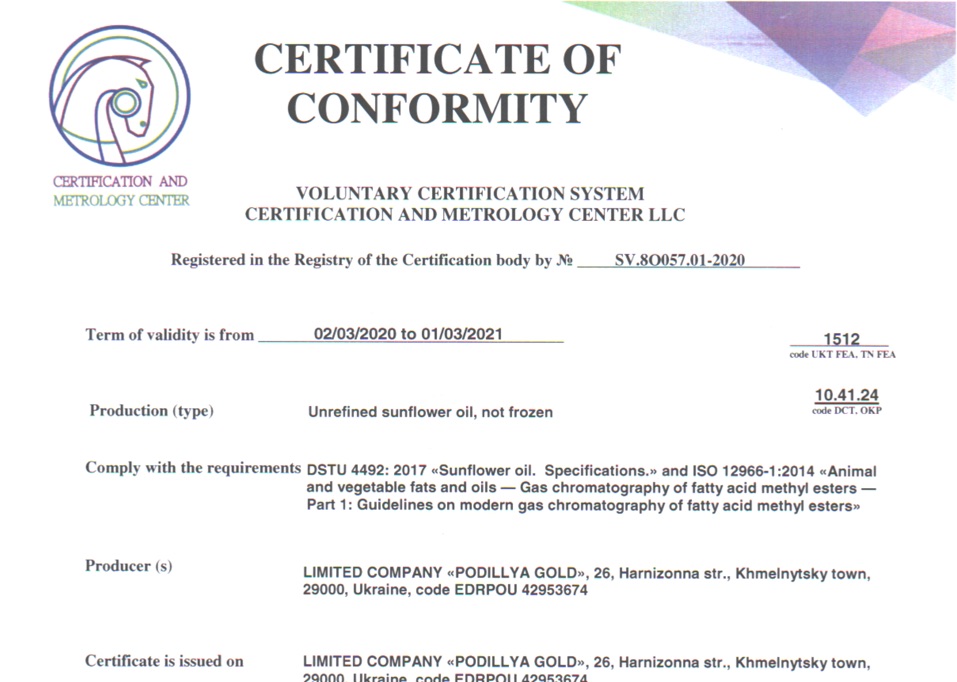 CERTIFICATE OF
CONFORMITY
CERTIFICATION AND
METROLOGY CENTER
VOLUNTARY CERTIFICATION SYSTEM
CERTIFICATION AND METROLOGY CENTER LLC
Registered in the Registry of the Certification body by № SV.8O057.01-2020
Term of validity is from 02/03/2020 to 01/03/2021
1512
code UKT FEA, TN FEA
10.41.24
code DCT, OKP
Production (type) Unrefined sunflower oil, not frozen
Comply with the requirements DSTU 4492: 2017 «Sunflower oil. Specifications.» and ISO 12966-1:2014 «Animal
and vegetable fats and oils — Gas chromatography of fatty acid methyl esters —
Part 1: Guidelines on modern gas chromatography of fatty acid methyl esters»
Producer (s)
LIMITED COMPANY «PODILLYA GOLD», 26, Harnizonna str., Khmelnytsky town,
29000, Ukraine, code EDRPOU 42953674
Certificate is issued on LIMITED COMPANY «PODILLYA GOLD», 26, Harnizonna str., Khmelnytsky town,
29000, Ukraine, code EDRPOU 42953674